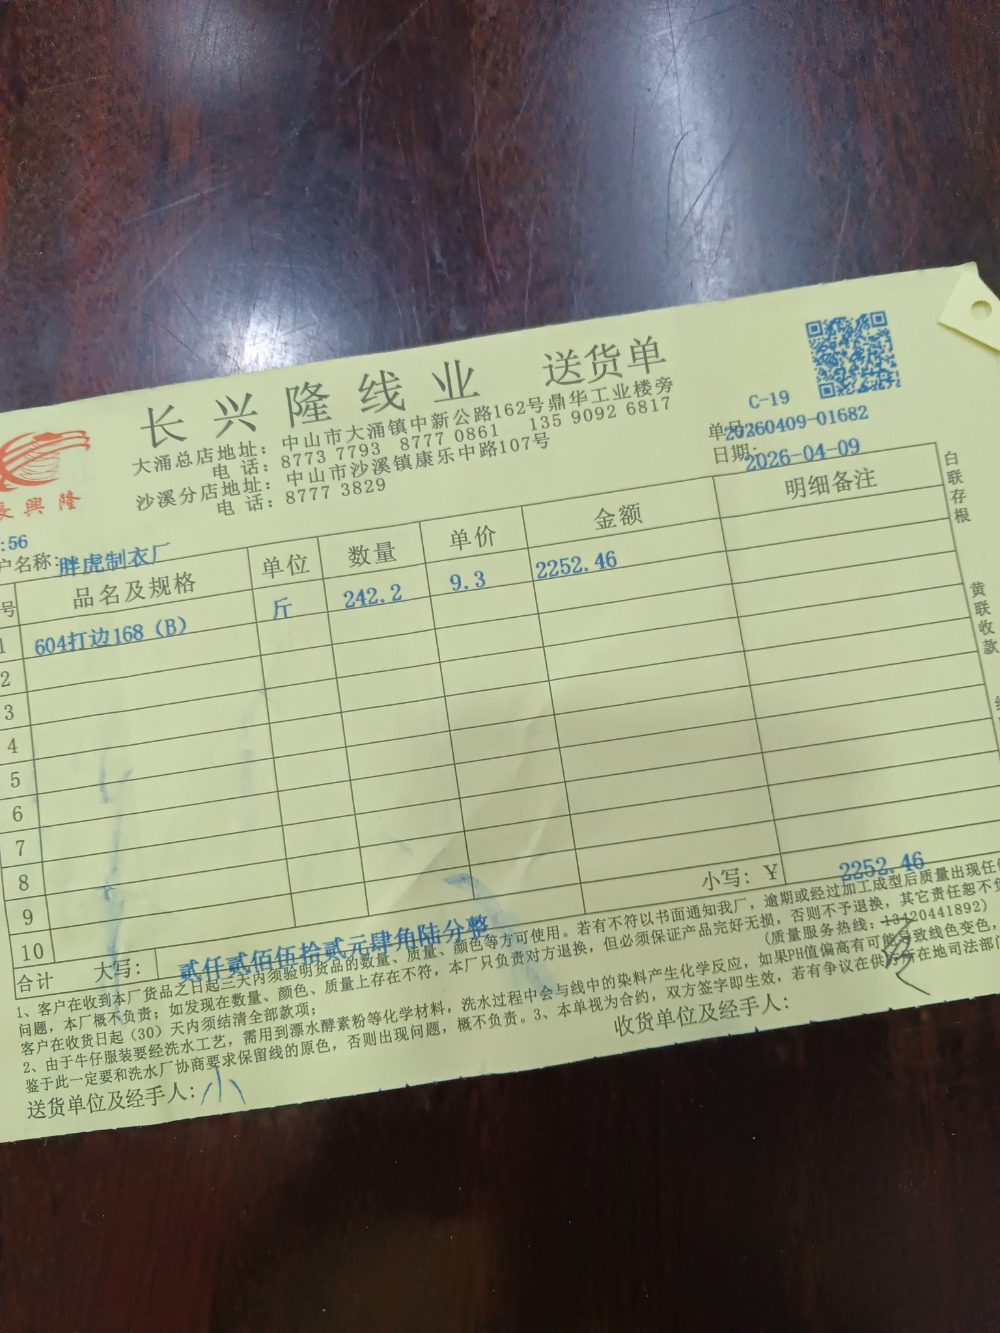 长兴隆线业 送货单
大涌总店地址：中山市大涌镇中新公路162号鼎华工业楼旁
电 话：8773 7793 8777 0861 135 9092 6817
沙溪分店地址：中山市沙溪镇康乐中路107号
电 话：8777 3829
C-19
单号:20260409-01682
日期:2026-04-09
長興隆
:56
户名称:胖虎制衣厂
号 品名及规格 单位 数量 单价 金额 明细备注
1 604打边168（B） 斤 242.2 9.3 2252.46
2
3
4
5
6
7
8
9
10
小写：￥ 2252.46
合计 大写：贰仟贰佰伍拾贰元肆角陆分整
1、客户在收到本厂货品之日起三天内须验明货品的数量、质量、颜色等方可使用。若有不符以书面通知我厂，逾期或经过加工成型后质量出现任何
问题，本厂概不负责；如发现在数量、颜色、质量上存在不符，本厂只负责对方退换，但必须保证产品完好无损，否则不予退换，其它责任恕不负
客户在收货日起（30）天内须结清全部款项；
（质量服务热线：13420441892）
2、由于牛仔服装要经洗水工艺，需用到漂水酵素粉等化学材料，洗水过程中会与线中的染料产生化学反应，如果PH值偏高有可能导致线色变色，
鉴于此一定要和洗水厂协商要求保留线的原色，否则出现问题，概不负责。3、本单视为合约，双方签字即生效，若有争议在供货所在地司法部门
送货单位及经手人：小
收货单位及经手人：
白联存根
黄联收款